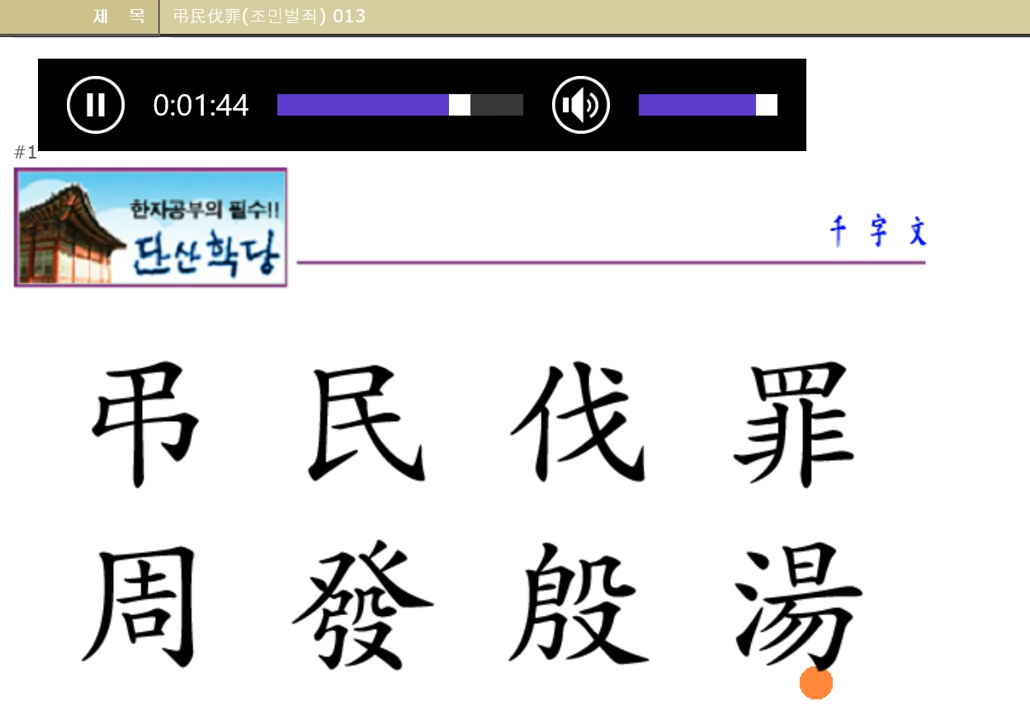 제 목 弔民伐罪(조민벌죄) 013
0:01:44
#1
한자공부의 필수!!
단산학당
千字文
弔民伐罪
周發殷湯